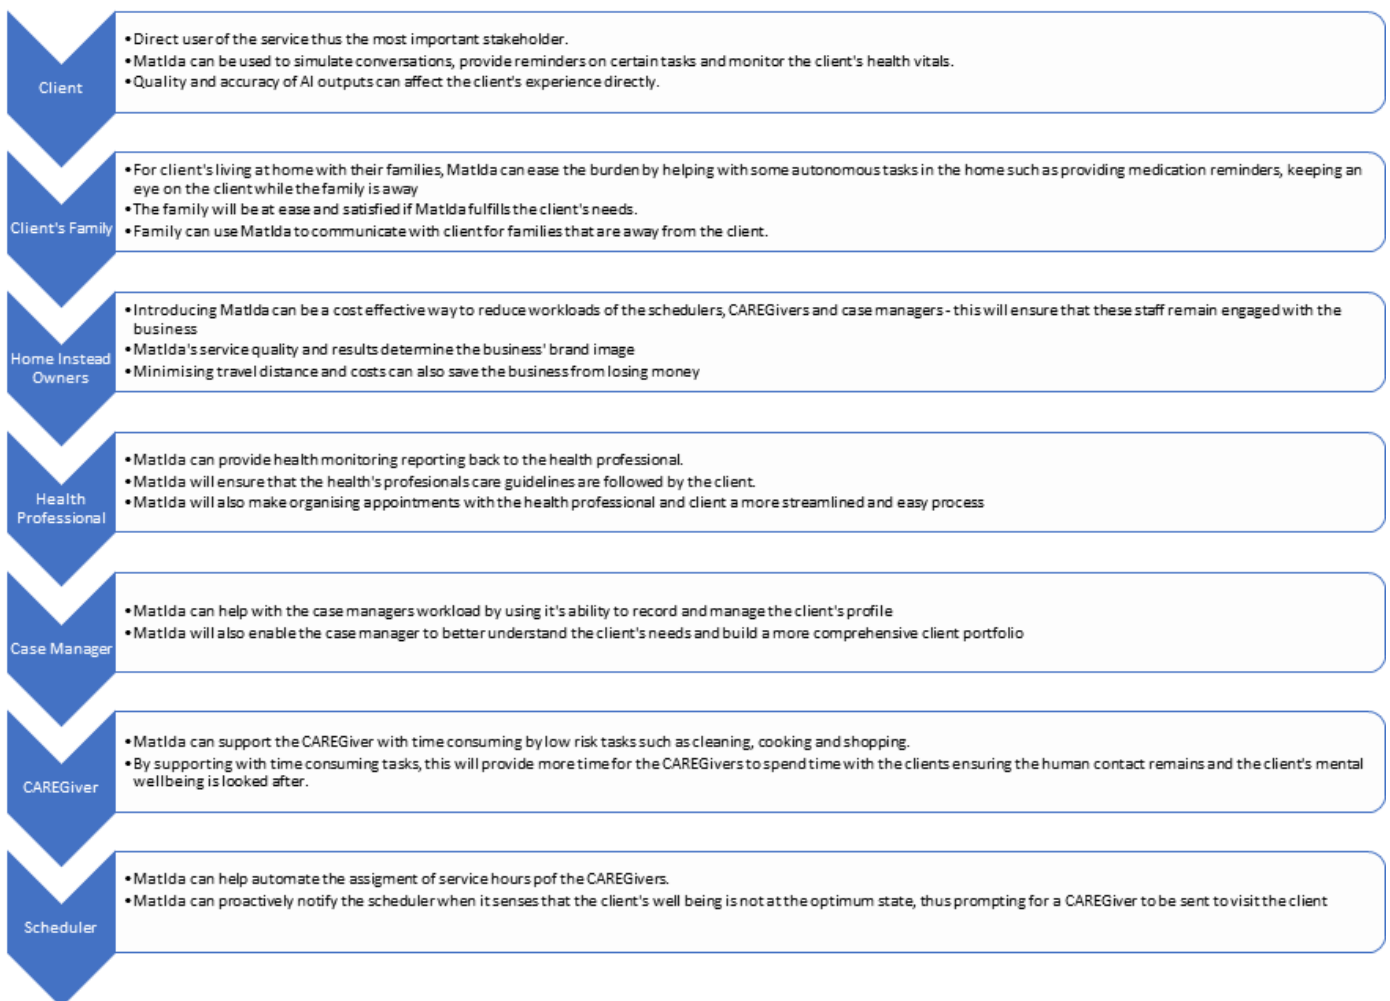 Client
•Direct user of the service thus the most important stakeholder.
•MatIda can be used to simulate conversations, provide reminders on certain tasks and monitor the client's health vitals.
•Quality and accuracy of AI outputs can affect the client's experience directly.
Client's Family
•For client's living at home with their families, MatIda can ease the burden by helping with some autonomous tasks in the home such as providing medication reminders, keeping an
eye on the client while the family is away
•The family will be at ease and satisfied if MatIda fulfills the client's needs.
•Family can use MatIda to communicate with client for families that are away from the client.
Home Instead
Owners
•Introducing MatIda can be a cost effective way to reduce workloads of the schedulers, CAREGivers and case managers - this will ensure that these staff remain engaged with the
business
•MatIda's service quality and results determine the business' brand image
•Minimising travel distance and costs can also save the business from losing money
Health
Professional
•MatIda can provide health monitoring reporting back to the health professional.
•MatIda will ensure that the health's profesionals care guidelines are followed by the client.
•MatIda will also make organising appointments with the health professional and client a more streamlined and easy process
Case Manager
•MatIda can help with the case managers workload by using it's ability to record and manage the client's profile
•MatIda will also enable the case manager to better understand the client's needs and build a more comprehensive client portfolio
CAREGiver
•MatIda can support the CAREGiver with time consuming by low risk tasks such as cleaning, cooking and shopping.
•By supporting with time consuming tasks, this will provide more time for the CAREGivers to spend time with the clients ensuring the human contact remains and the client's mental
wellbeing is looked after.
Scheduler
•MatIda can help automate the assigment of service hours pof the CAREGivers.
•MatIda can proactively notify the scheduler when it senses that the client's well being is not at the optimum state, thus prompting for a CAREGiver to be sent to visit the client